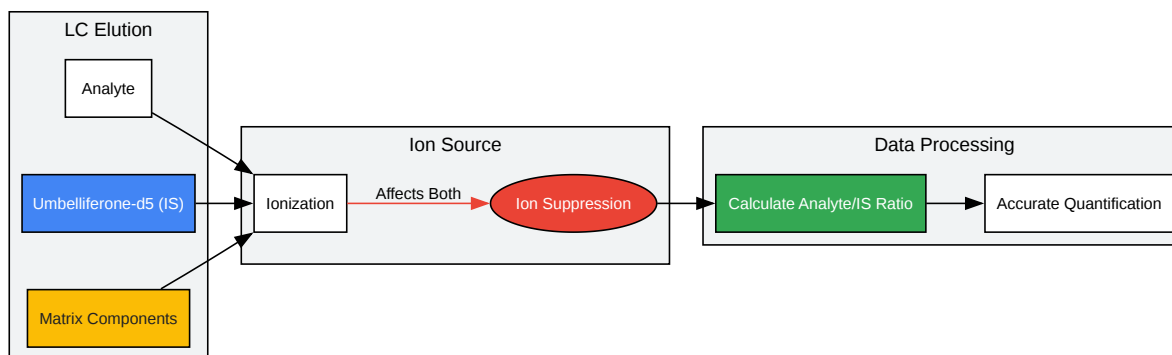 LC Elution
Analyte
Umbelliferone-d5 (IS)
Matrix Components
Ion Source
Ionization
Affects Both
Ion Suppression
Data Processing
Calculate Analyte/IS Ratio
Accurate Quantification